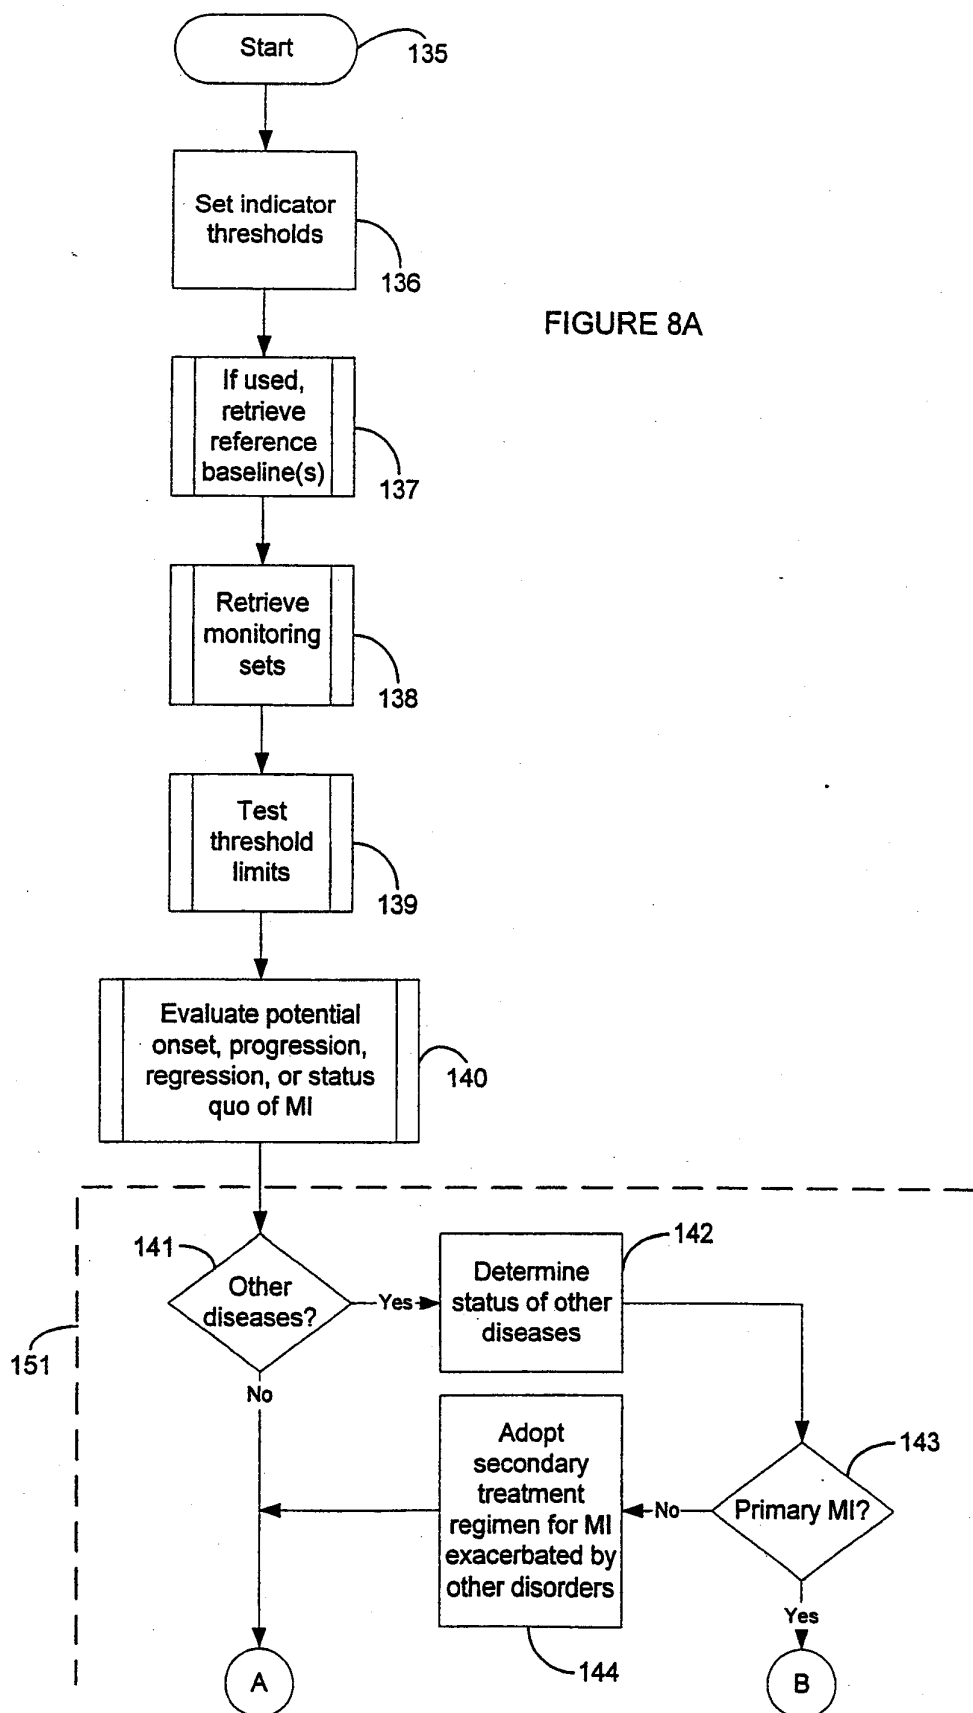 Start
135
Set indicator
thresholds
136
FIGURE 8A
If used,
retrieve
reference
baseline(s)
137
Retrieve
monitoring
sets
138
Test
threshold
limits
139
Evaluate potential
onset, progression,
regression, or status
quo of MI
140
141
Other
diseases?
Yes
142
Determine
status of other
diseases
151
No
Adopt
secondary
treatment
regimen for MI
exacerbated by
other disorders
144
No
143
Primary MI?
Yes
A
B